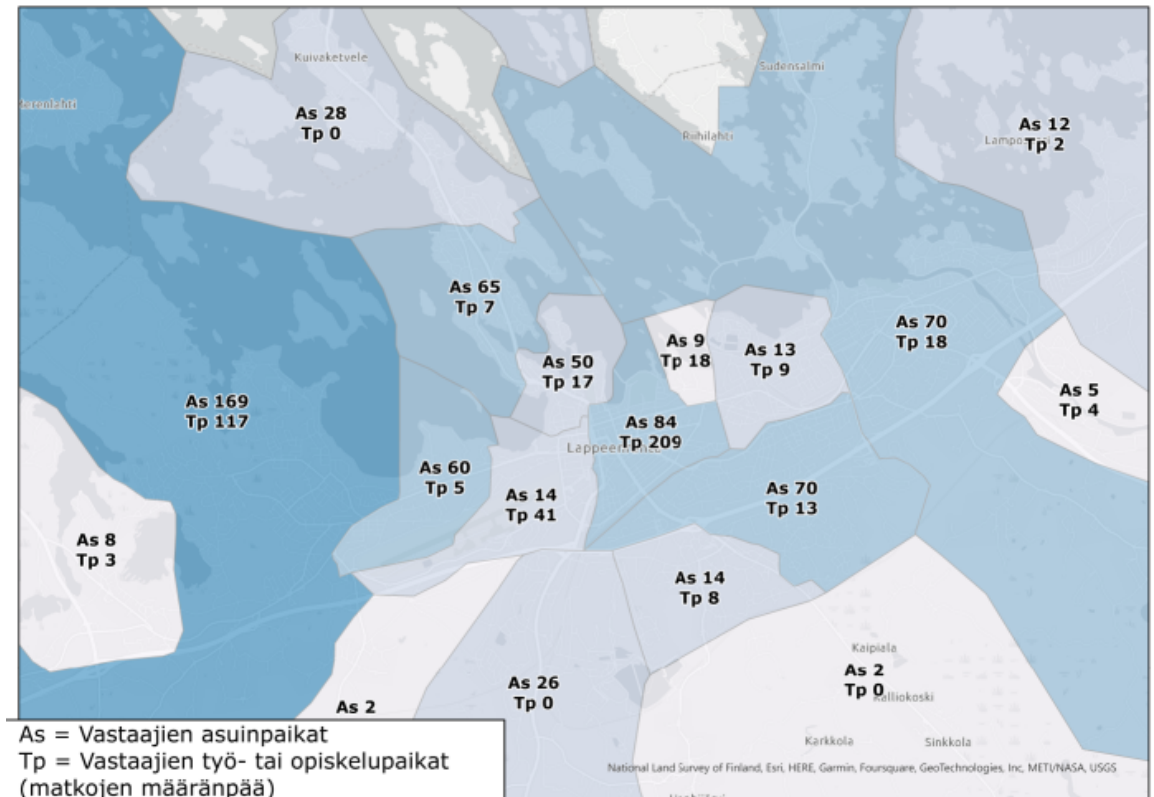 Kuivaketvele
Sudensalmi
As 28
Tp 0
Riihilahti
As 12
Tp 2
As 65
Tp 7
As 9
Tp 18
As 13
Tp 9
As 70
Tp 18
As 50
Tp 17
As 5
Tp 4
As 169
Tp 117
As 84
Tp 209
As 60
Tp 5
As 14
Tp 41
As 70
Tp 13
As 8
Tp 3
As 14
Tp 8
Kaipiala
As 2
Tp 0
Kalliokoski
As 26
Tp 0
As 2
Karkkola
Sinkkola
As = Vastaajien asuinpaikat
Tp = Vastaajien työ- tai opiskelupaikat
(matkojen määränpää)
National Land Survey of Finland, Esri, HERE, Garmin, Foursquare, GeoTechnologies, Inc, METI/NASA, USGS